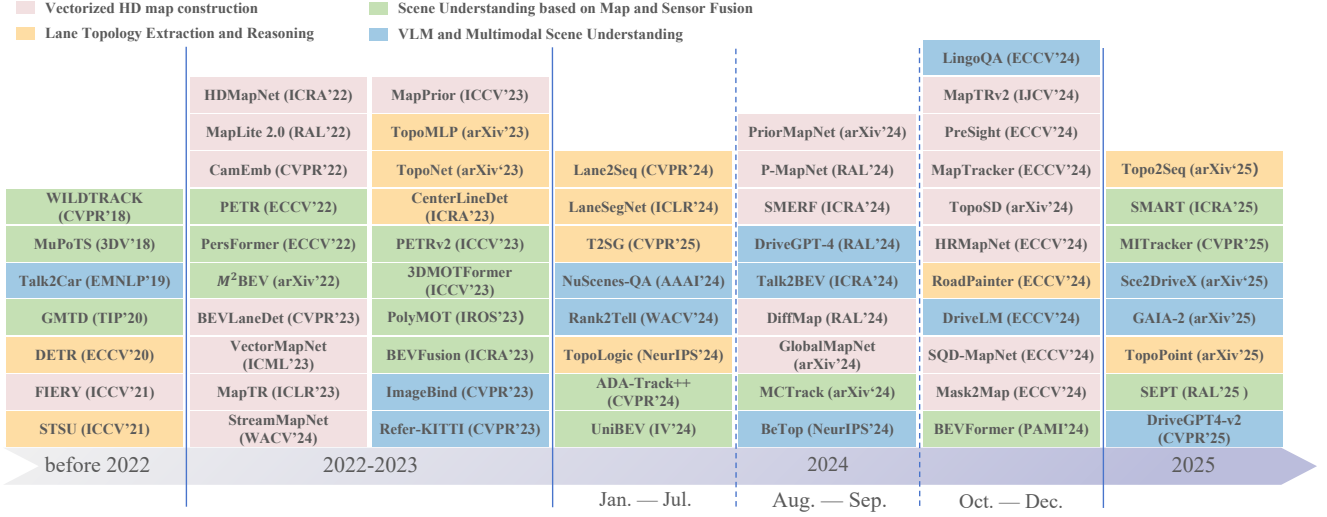 Vectorized HD map construction
Lane Topology Extraction and Reasoning
Scene Understanding based on Map and Sensor Fusion
VLM and Multimodal Scene Understanding
WILDTRACK
(CVPR’18)
MuPoTS (3DV’18)
Talk2Car (EMNLP’19)
GMTD (TIP’20)
DETR (ECCV’20)
FIERY (ICCV’21)
STSU (ICCV’21)
HDMapNet (ICRA’22)
MapLite 2.0 (RAL’22)
CamEmb (CVPR’22)
PETR (ECCV’22)
PersFormer (ECCV’22)
M²BEV (arXiv’22)
BEVLaneDet (CVPR’23)
VectorMapNet
(ICML’23)
MapTR (ICLR’23)
StreamMapNet
(WACV’24)
MapPrior (ICCV’23)
TopoMLP (arXiv’23)
TopoNet (arXiv‘23)
CenterLineDet
(ICRA’23)
PETRv2 (ICCV’23)
3DMOTFormer
(ICCV’23)
PolyMOT (IROS’23)
BEVFusion (ICRA’23)
ImageBind (CVPR’23)
Refer-KITTI (CVPR’23)
Lane2Seq (CVPR’24)
LaneSegNet (ICLR’24)
T2SG (CVPR’25)
NuScenes-QA (AAAI’24)
Rank2Tell (WACV’24)
TopoLogic (NeurIPS’24)
ADA-Track++
(CVPR’24)
UniBEV (IV’24)
PriorMapNet (arXiv’24)
P-MapNet (RAL’24)
SMERF (ICRA’24)
DriveGPT-4 (RAL’24)
Talk2BEV (ICRA’24)
DiffMap (RAL’24)
GlobalMapNet
(arXiv’24)
MCTrack (arXiv‘24)
BeTop (NeurIPS’24)
LingoQA (ECCV’24)
MapTRv2 (IJCV’24)
PreSight (ECCV’24)
MapTracker (ECCV’24)
TopoSD (arXiv’24)
HRMapNet (ECCV’24)
RoadPainter (ECCV’24)
DriveLM (ECCV’24)
SQD-MapNet (ECCV’24)
Mask2Map (ECCV’24)
BEVFormer (PAMI’24)
Topo2Seq (arXiv‘25)
SMART (ICRA’25)
MITracker (CVPR’25)
Sce2DriveX (arXiv‘25)
GAIA-2 (arXiv’25)
TopoPoint (arXiv’25)
SEPT (RAL’25 )
DriveGPT4-v2
(CVPR’25)
before 2022
2022-2023
2024
2025
Jan. — Jul.
Aug. — Sep.
Oct. — Dec.